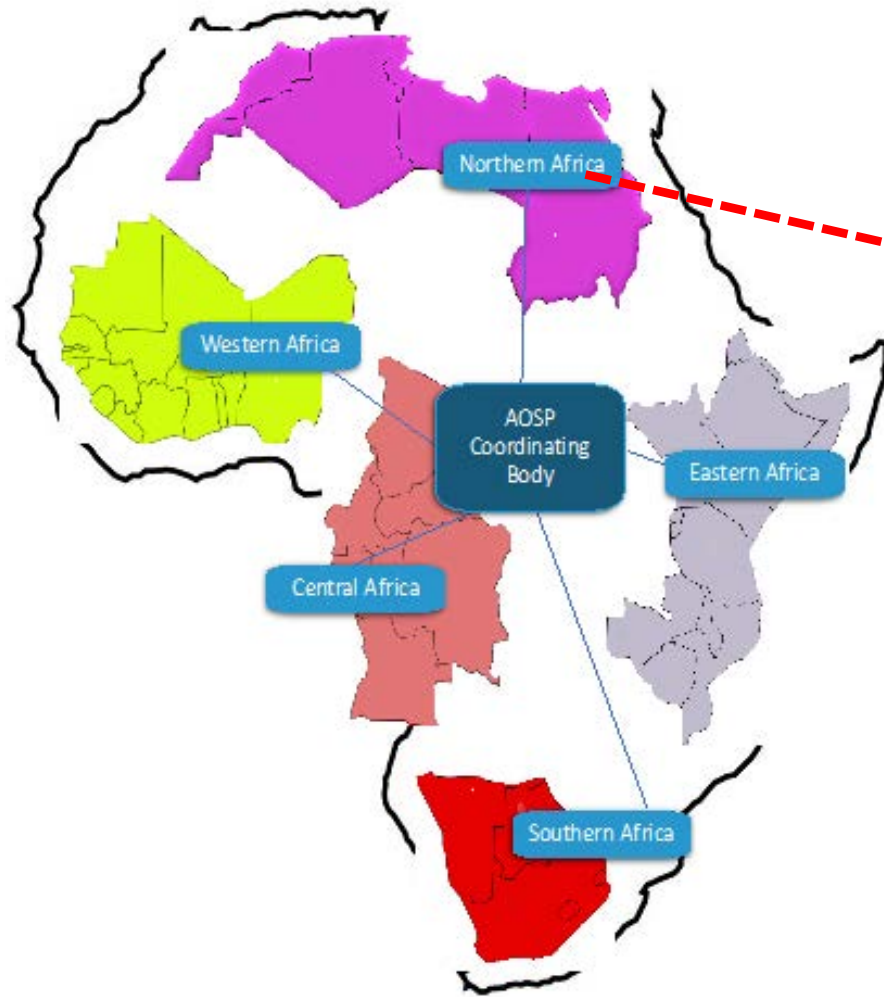 Northern Africa
Western Africa
AOSP
Coordinating
Body
Eastern Africa
Central Africa
Southern Africa